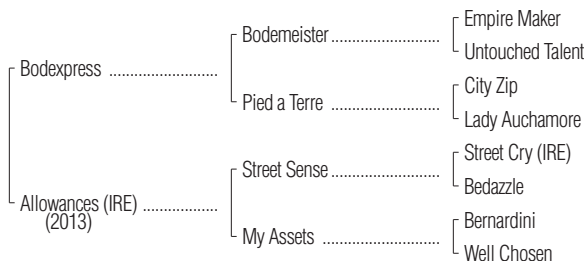 Empire Maker
Bodemeister ..............................
Untouched Talent
Bodexpress ..............................
City Zip
Pied a Terre ..............................
Lady Auchamore
Street Cry (IRE)
Street Sense ..............................
Bedazzle
Allowances (IRE) .....................
(2013)
Bernardini
My Assets ..............................
Well Chosen